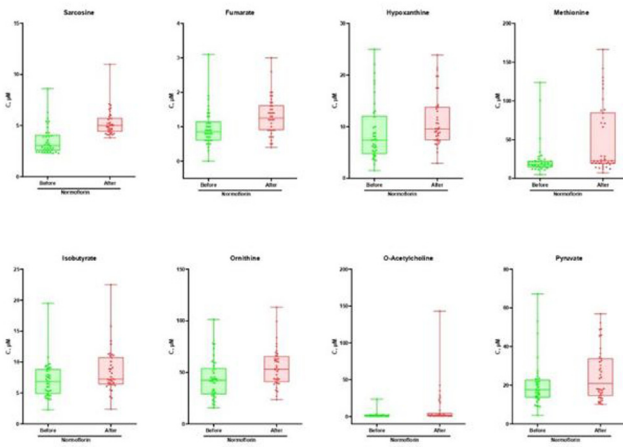 Sarcosine
15
10
5
0
C, µM
Before
After
Normoflorin
Fumarate
4
3
2
1
0
C, µM
Before
After
Normoflorin
Hypoxanthine
30
20
10
0
C, µM
Before
After
Normoflorin
Methionine
200
150
100
50
0
C, µM
Before
After
Normoflorin
Isobutyrate
25
20
15
10
5
0
C, µM
Before
After
Normoflorin
Ornithine
150
100
50
0
C, µM
Before
After
Normoflorin
O-Acetylcholine
200
150
100
50
0
C, µM
Before
After
Normoflorin
Pyruvate
80
60
40
20
0
C, µM
Before
After
Normoflorin